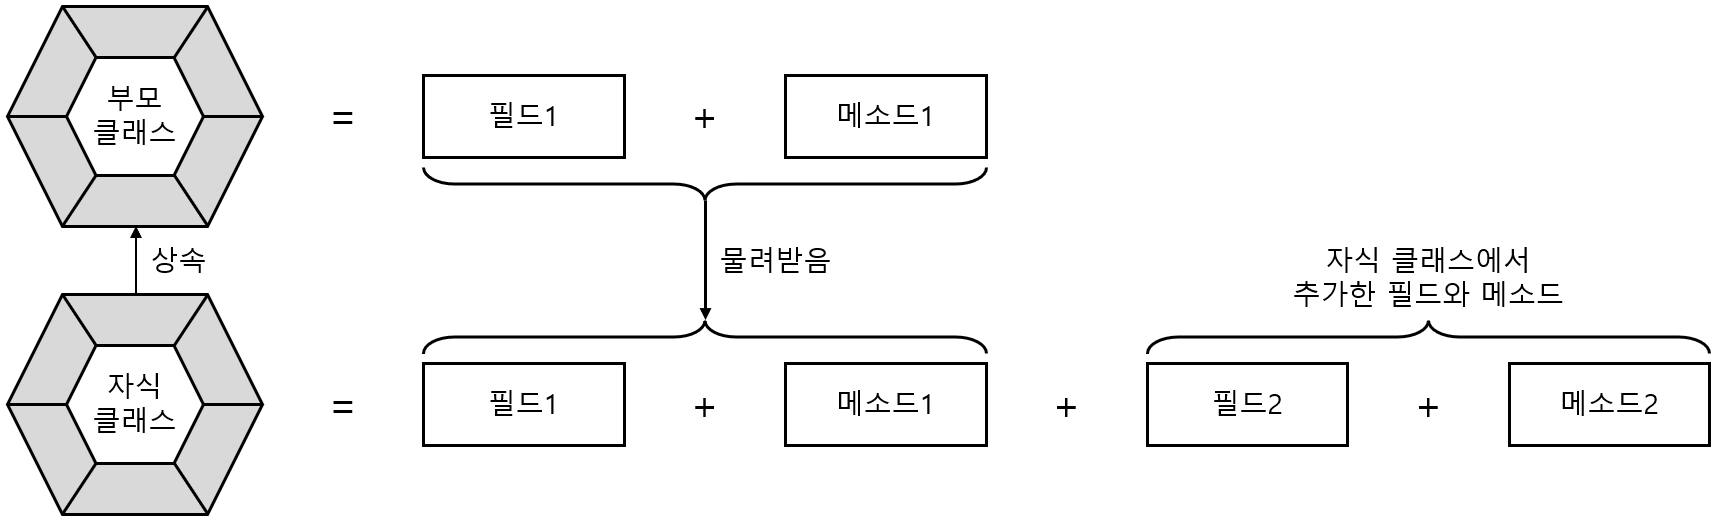 부모
클래스
=
필드1
+
메소드1
상속
물려받음
자식 클래스에서
추가한 필드와 메소드
자식
클래스
=
필드1
+
메소드1
+
필드2
+
메소드2